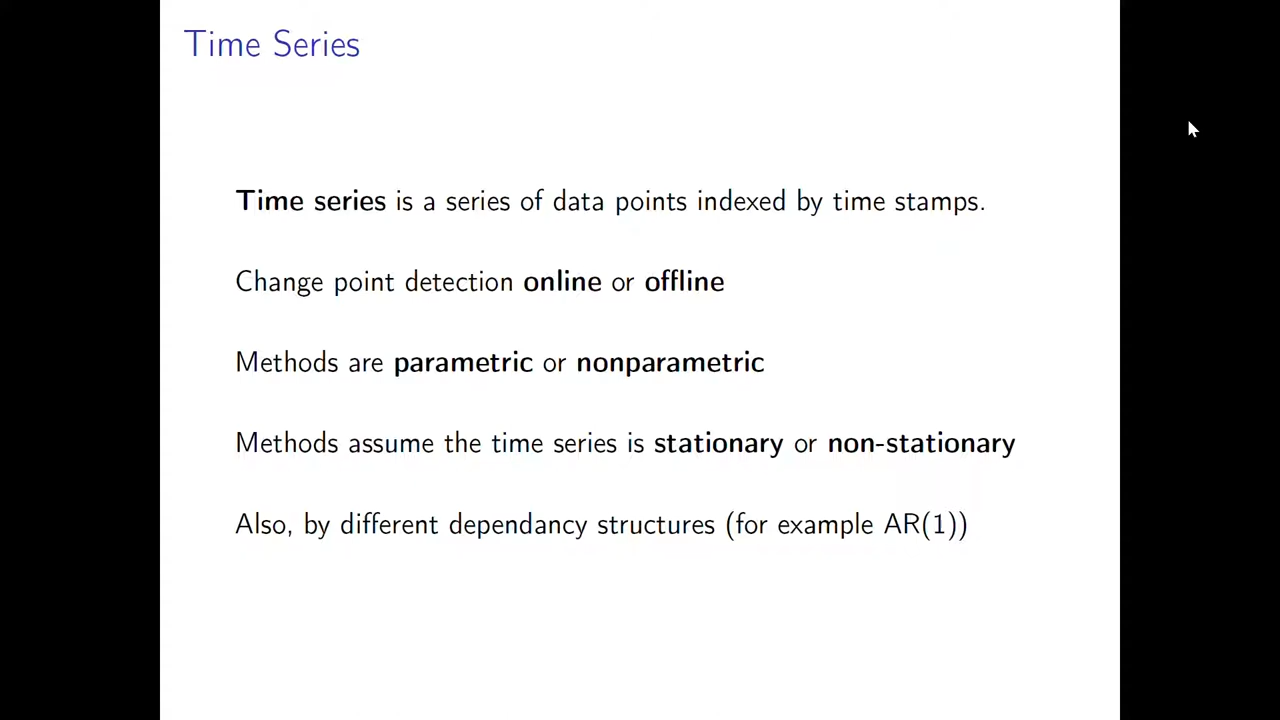 Time Series
Time series is a series of data points indexed by time stamps.
Change point detection online or offline
Methods are parametric or nonparametric
Methods assume the time series is stationary or non-stationary
Also, by different dependancy structures (for example AR(1))